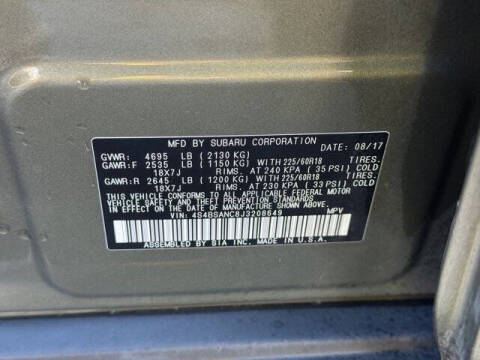 MFD BY SUBARU CORPORATION DATE: 08/17
GVWR: 4695 LB ( 2130 KG)
GAWR:F 2535 LB ( 1150 KG) WITH 225/60R18 TIRES.
18X7J RIMS. AT 240 KPA ( 35 PSI) COLD
GAWR:R 2645 LB ( 1200 KG) WITH 225/60R18 TIRES.
18X7J RIMS. AT 230 KPA ( 33 PSI) COLD
THIS VEHICLE CONFORMS TO ALL APPLICABLE FEDERAL MOTOR
VEHICLE SAFETY AND THEFT PREVENTION STANDARDS
IN EFFECT ON THE DATE OF MANUFACTURE SHOWN ABOVE.
VIN: 4S4BSANC8J3208649 MPV
ASSEMBLED BY SIA INC. MADE IN U.S.A.